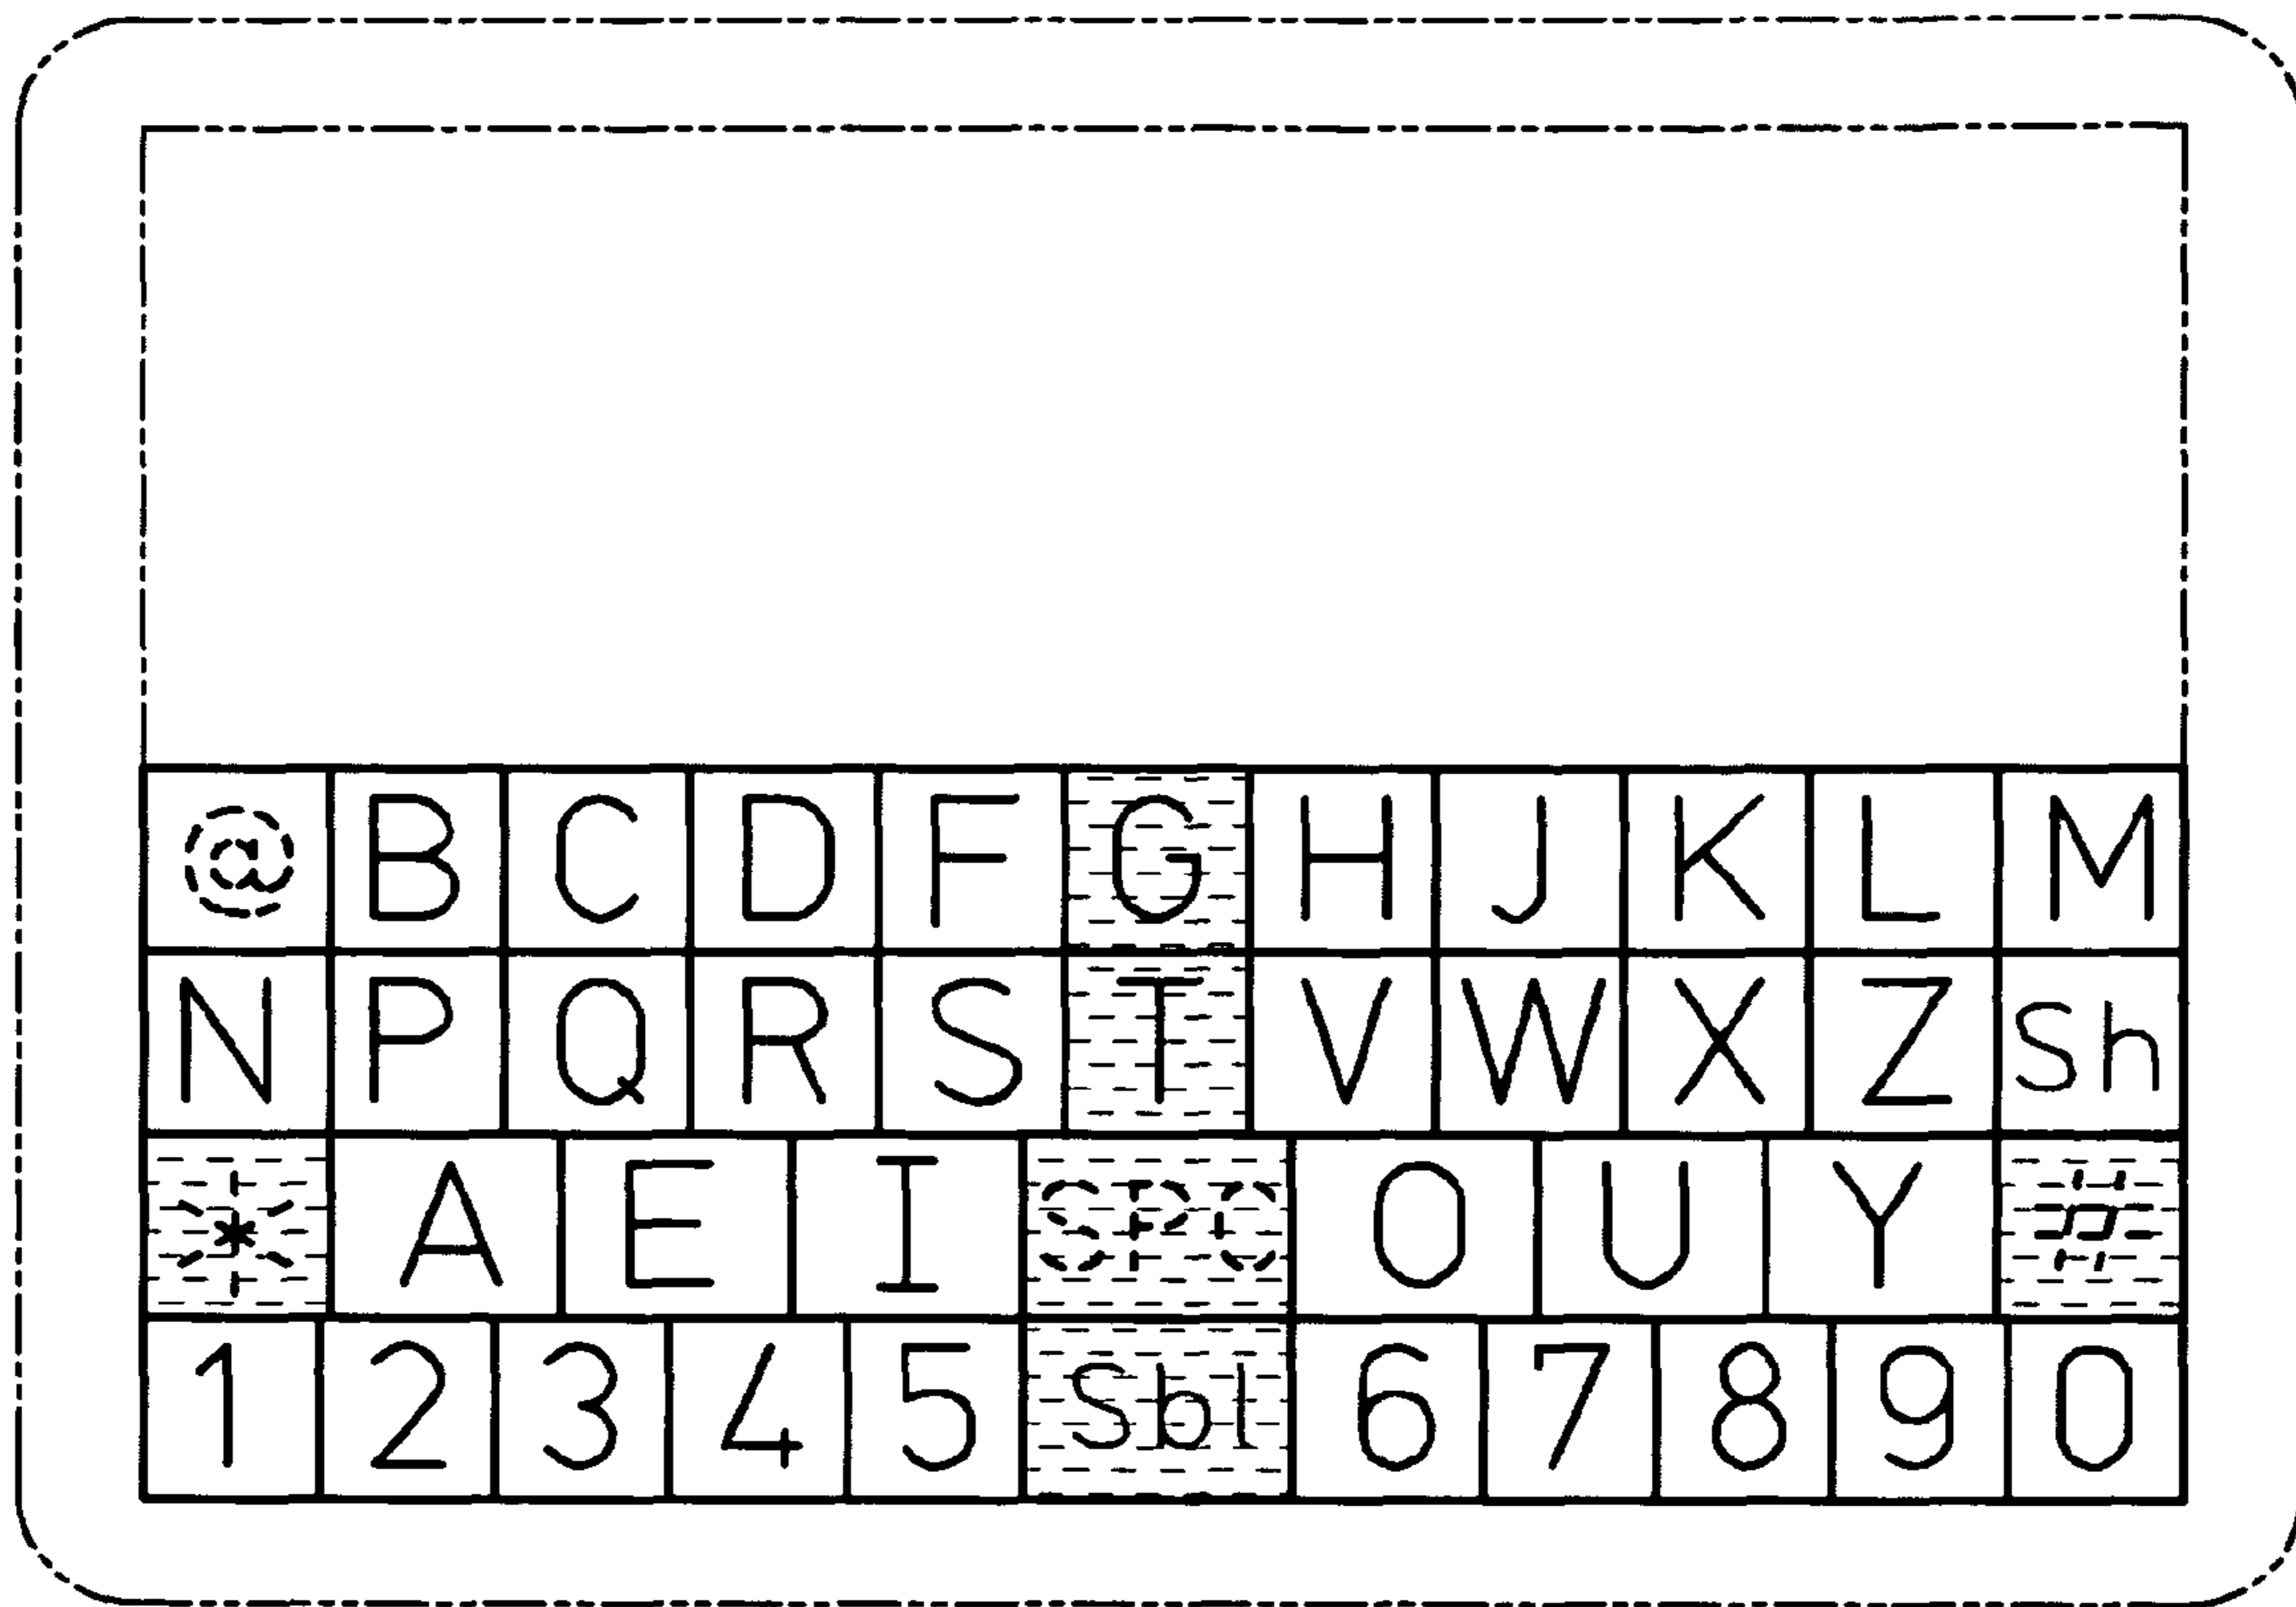 @ B C D F G H J K L M
N P Q R S T V W X Z Sh
* A E I SPC O U Y #
1 2 3 4 5 Sbl 6 7 8 9 0